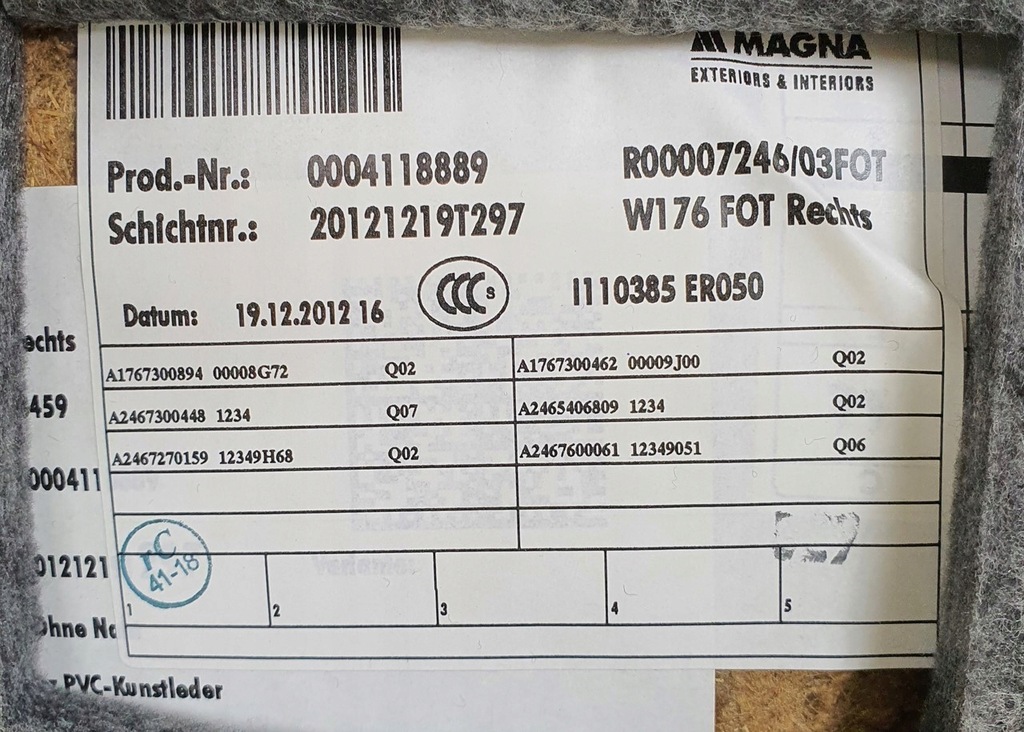 MAGNA
EXTERIORS & INTERIORS
Prod.-Nr.: 0004118889 R00007246/03FOT
Schichtnr.: 20121219T297 W176 FOT Rechts
Datum: 19.12.2012 16 CCC S I110385 ER050
A1767300894 00008G72 Q02 A1767300462 00009J00 Q02
A2467300448 1234 Q07 A2465406809 1234 Q02
A2467270159 12349H68 Q02 A2467600061 12349051 Q06
rC
41-18
1 2 3 4 5
echts
459
000411
012121
Ohne
PVC-Kunstleder